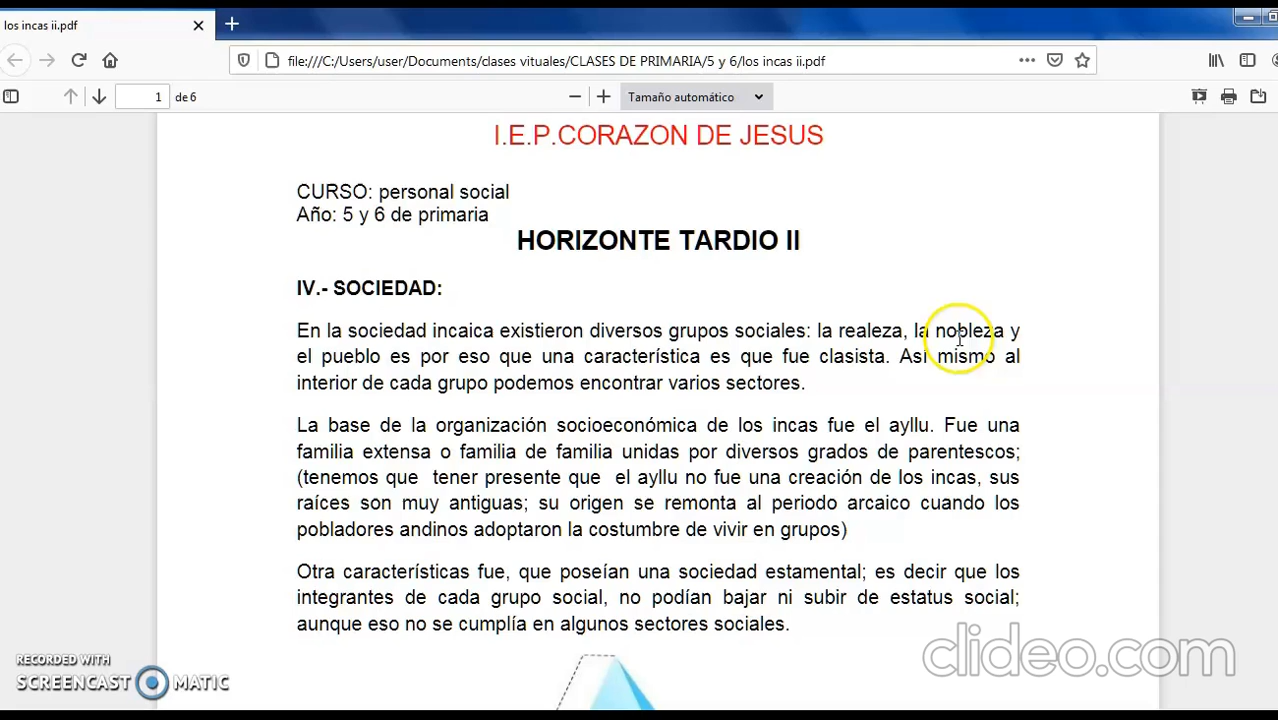 los incas ii.pdf
file:///C:/Users/user/Documents/clases vituales/CLASES DE PRIMARIA/5 y 6/los incas ii.pdf
1 de 6
Tamaño automático
I.E.P.CORAZON DE JESUS
CURSO: personal social
Año: 5 y 6 de primaria
HORIZONTE TARDIO II
IV.- SOCIEDAD:
En la sociedad incaica existieron diversos grupos sociales: la realeza, la nobleza y
el pueblo es por eso que una característica es que fue clasista. Así mismo al
interior de cada grupo podemos encontrar varios sectores.
La base de la organización socioeconómica de los incas fue el ayllu. Fue una
familia extensa o familia de familia unidas por diversos grados de parentescos;
(tenemos que tener presente que el ayllu no fue una creación de los incas, sus
raíces son muy antiguas; su origen se remonta al periodo arcaico cuando los
pobladores andinos adoptaron la costumbre de vivir en grupos)
Otra características fue, que poseían una sociedad estamental; es decir que los
integrantes de cada grupo social, no podían bajar ni subir de estatus social;
aunque eso no se cumplía en algunos sectores sociales.
clideo.com
RECORDED WITH
SCREENCAST MATIC